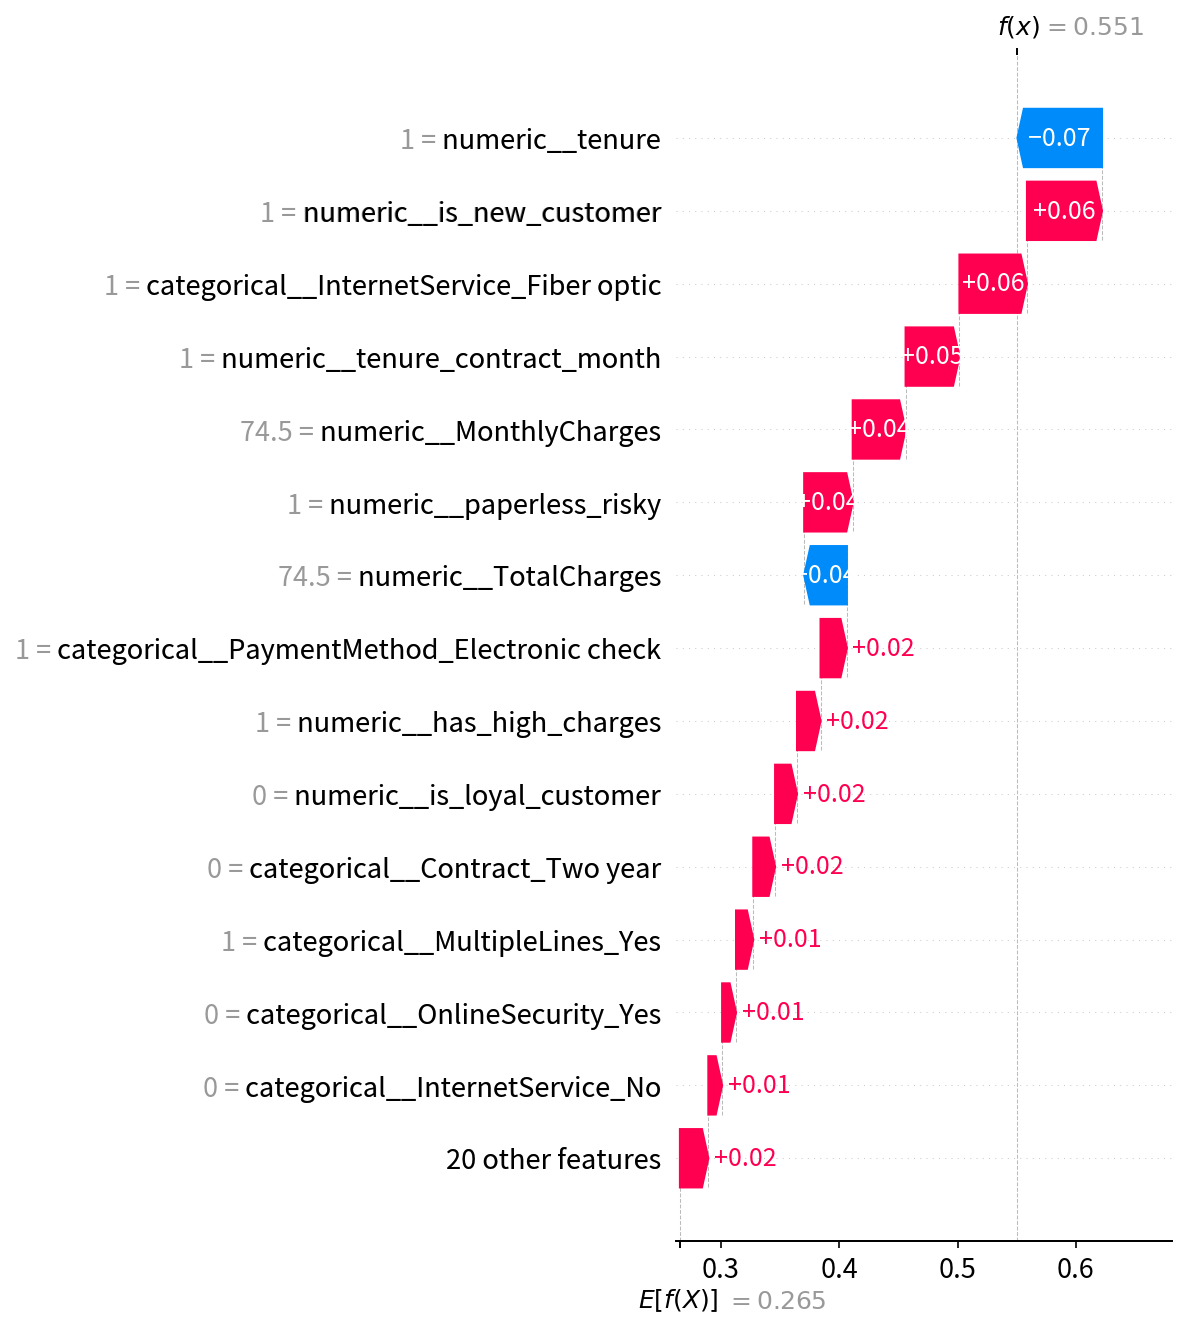 f(x) = 0.551
1 = numeric__tenure
−0.07
1 = numeric__is_new_customer
+0.06
1 = categorical__InternetService_Fiber optic
+0.06
1 = numeric__tenure_contract_month
+0.05
74.5 = numeric__MonthlyCharges
+0.04
1 = numeric__paperless_risky
+0.04
74.5 = numeric__TotalCharges
−0.04
1 = categorical__PaymentMethod_Electronic check
+0.02
1 = numeric__has_high_charges
+0.02
0 = numeric__is_loyal_customer
+0.02
0 = categorical__Contract_Two year
+0.02
1 = categorical__MultipleLines_Yes
+0.01
0 = categorical__OnlineSecurity_Yes
+0.01
0 = categorical__InternetService_No
+0.01
20 other features
+0.02
0.3 0.4 0.5 0.6
E[f(X)] = 0.265